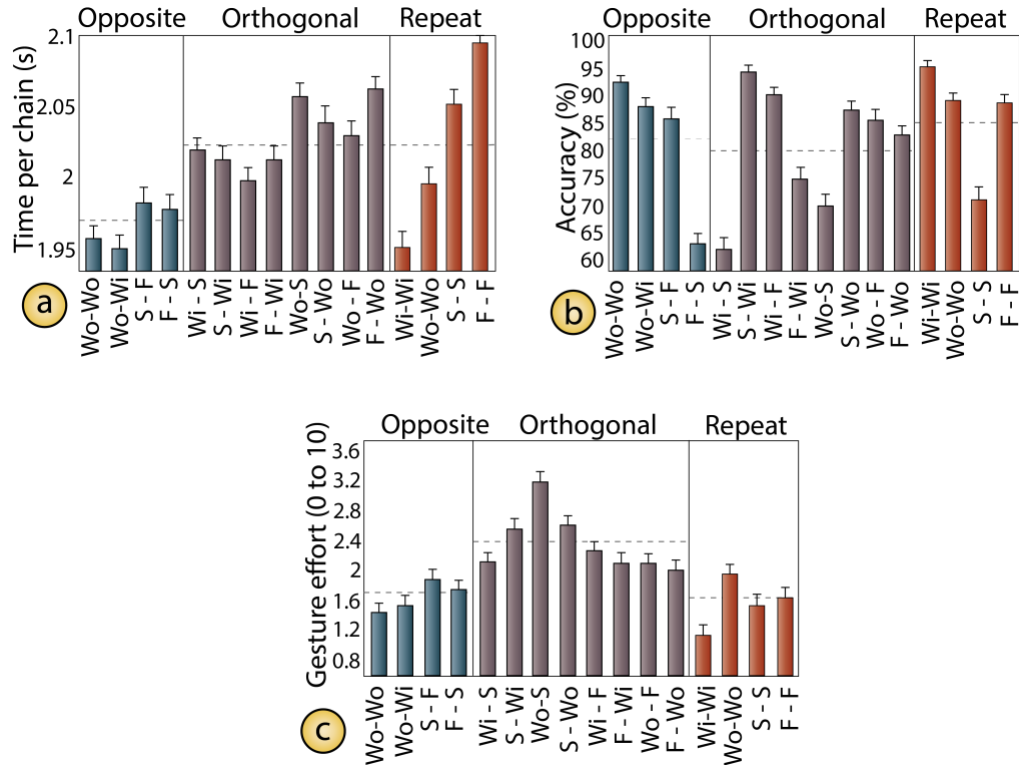 Opposite Orthogonal Repeat
Time per chain (s)
2.1
2.05
2
1.95
Wo-Wo
Wo-Wi
S - F
F - S
Wi - S
S - Wi
Wi - F
F - Wi
Wo-S
S - Wo
Wo - F
F - Wo
Wi-Wi
Wo-Wo
S - S
F - F
a
Opposite Orthogonal Repeat
Accuracy (%)
100
95
90
85
80
75
70
65
60
Wo-Wo
Wo-Wi
S - F
F - S
Wi - S
S - Wi
Wi - F
F - Wi
Wo-S
S - Wo
Wo - F
F - Wo
Wi-Wi
Wo-Wo
S - S
F - F
b
Opposite Orthogonal Repeat
Gesture effort (0 to 10)
3.6
3.2
2.8
2.4
2
1.6
1.2
0.8
Wo-Wo
Wo-Wi
S - F
F - S
Wi - S
S - Wi
Wo-S
S - Wo
Wi - F
F - Wi
Wo - F
F - Wo
Wi-Wi
Wo-Wo
S - S
F - F
c